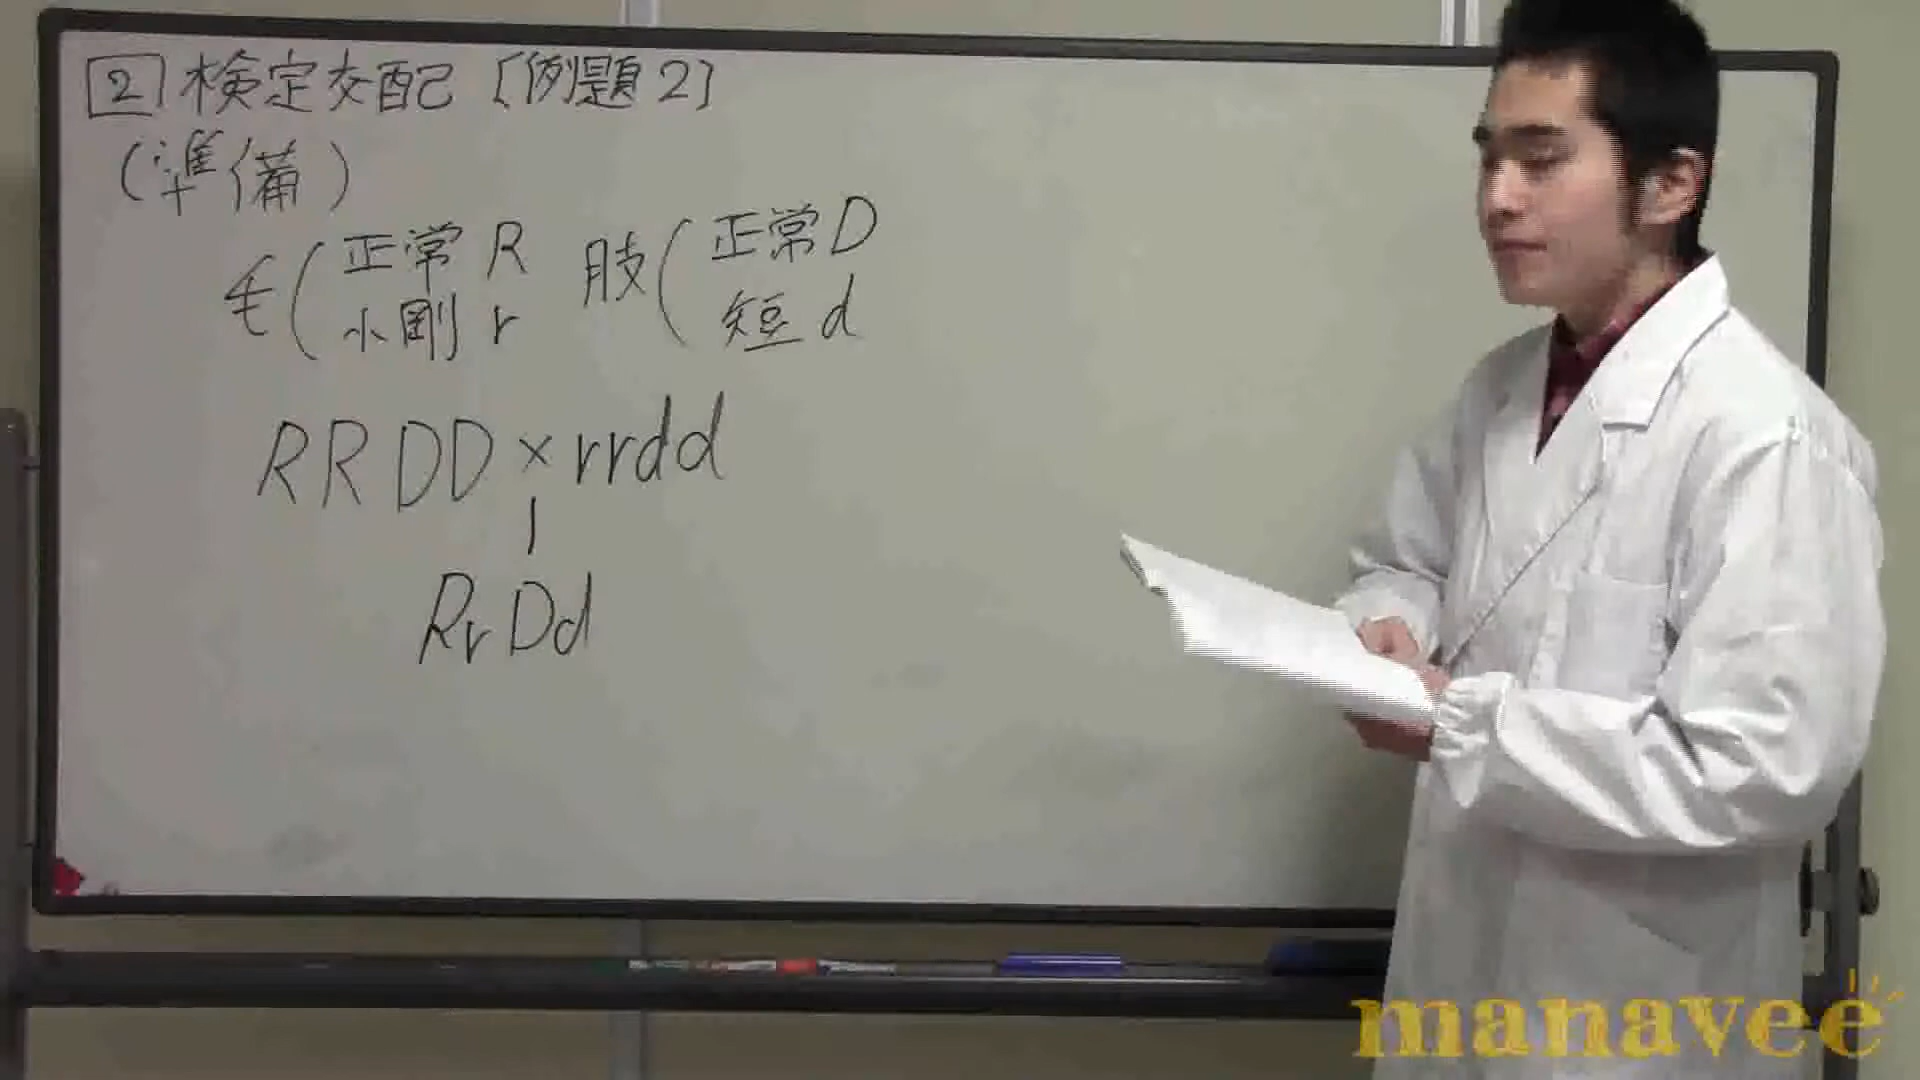 2 検定交配 [例題2]
(準備)
毛 ( 正常 R 小剛 r 肢 ( 正常 D 短 d
RRDD × rrdd
RrDd
manavee